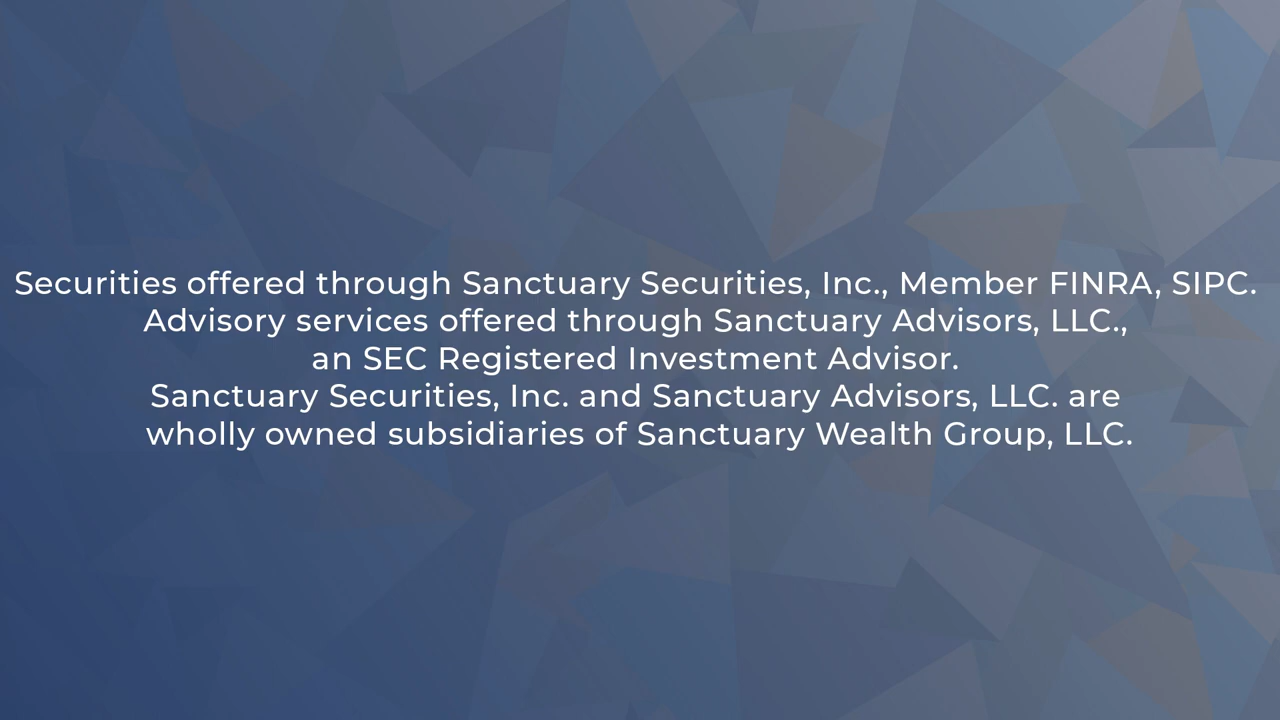 Securities offered through Sanctuary Securities, Inc., Member FINRA, SIPC.
Advisory services offered through Sanctuary Advisors, LLC.,
an SEC Registered Investment Advisor.
Sanctuary Securities, Inc. and Sanctuary Advisors, LLC. are
wholly owned subsidiaries of Sanctuary Wealth Group, LLC.